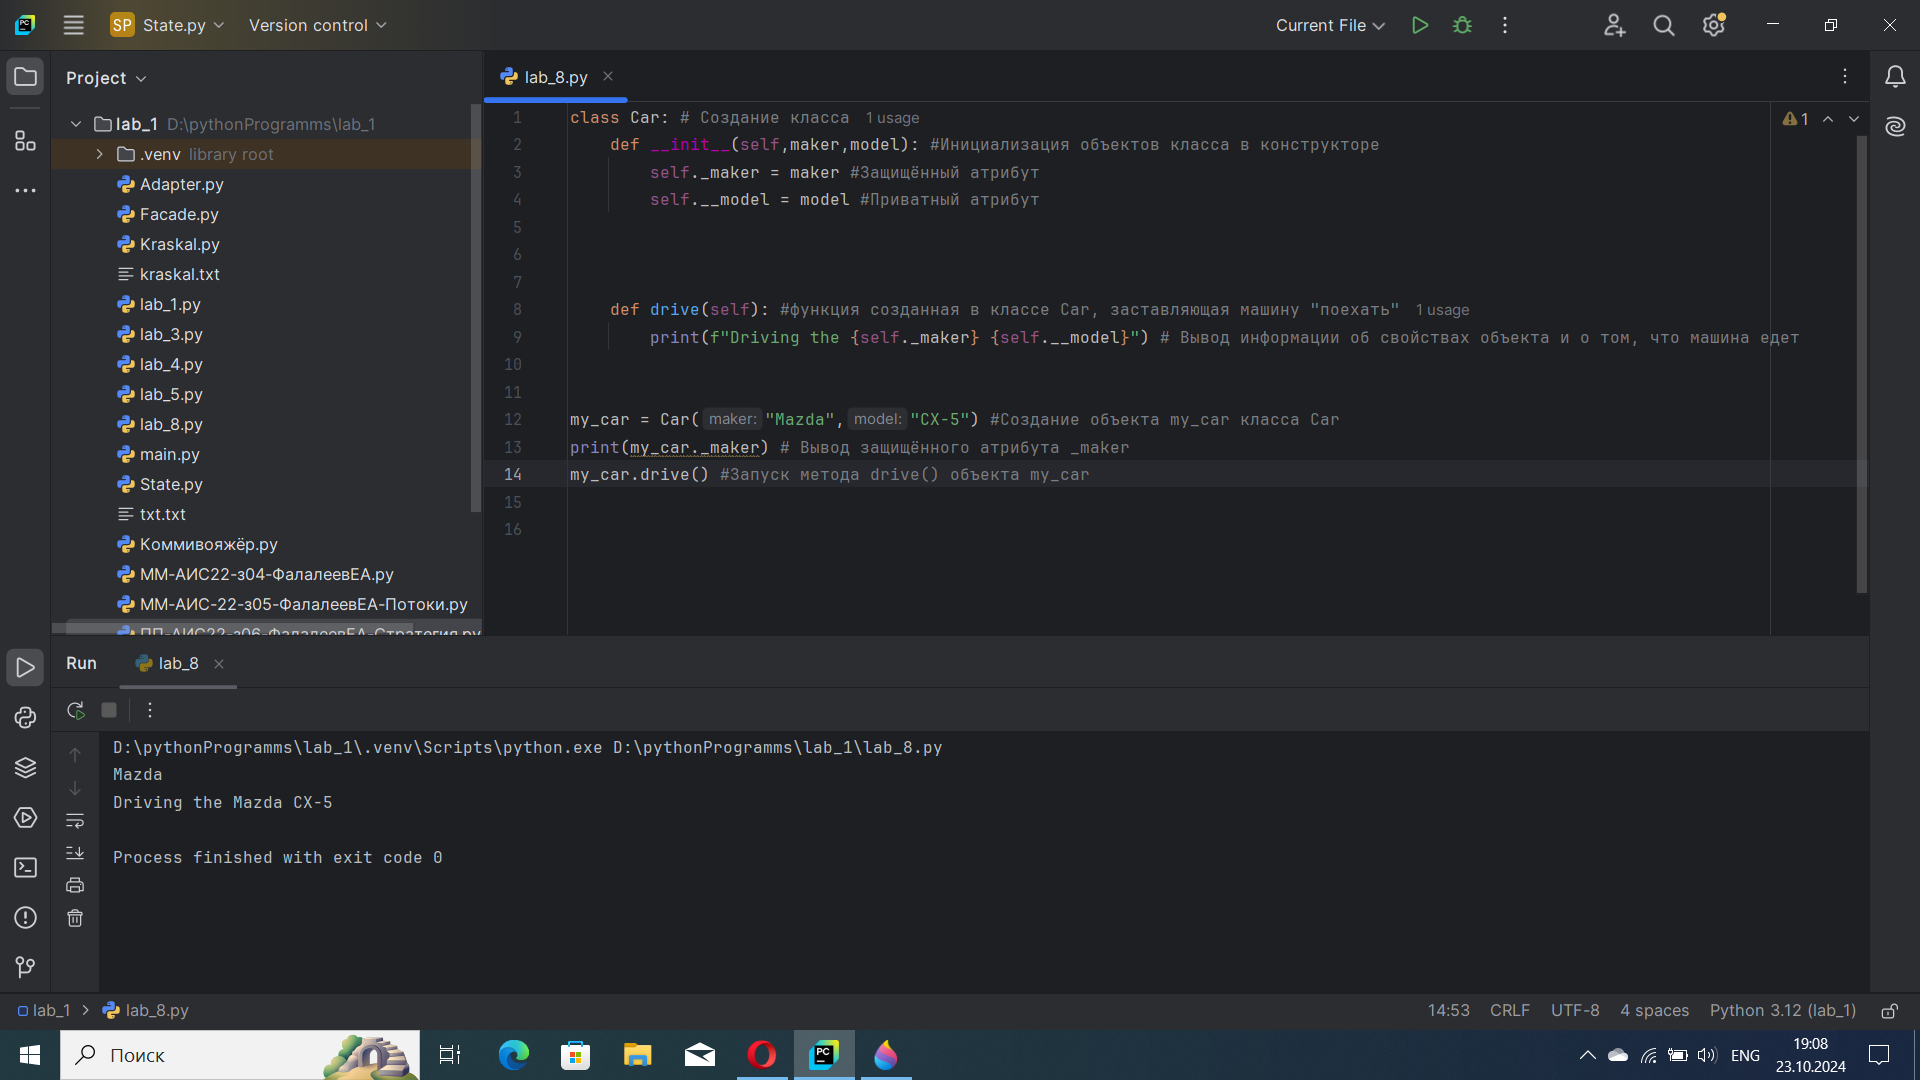 SP State.py Version control Current File
Project
lab_8.py
lab_1 D:\pythonProgramms\lab_1
.venv library root
Adapter.py
Facade.py
Kraskal.py
kraskal.txt
lab_1.py
lab_3.py
lab_4.py
lab_5.py
lab_8.py
main.py
State.py
txt.txt
Коммивояжёр.py
ММ-АИС22-з04-ФалалеевЕА.py
ММ-АИС-22-з05-ФалалеевЕА-Потоки.py
ПП-АИС22-з06-ФалалеевЕА-Стратегия.py
1 class Car: # Создание класса 1 usage
2 def __init__(self,maker,model): #Инициализация объектов класса в конструкторе
3 self._maker = maker #Защищённый атрибут
4 self.__model = model #Приватный атрибут
5
6
7
8 def drive(self): #функция созданная в классе Car, заставляющая машину "поехать" 1 usage
9 print(f"Driving the {self._maker} {self.__model}") # Вывод информации об свойствах объекта и о том, что машина едет
10
11
12 my_car = Car( maker: "Mazda", model: "CX-5") #Создание объекта my_car класса Car
13 print(my_car._maker) # Вывод защищённого атрибута _maker
14 my_car.drive() #Запуск метода drive() объекта my_car
15
16
1
Run lab_8
D:\pythonProgramms\lab_1\.venv\Scripts\python.exe D:\pythonProgramms\lab_1\lab_8.py
Mazda
Driving the Mazda CX-5
Process finished with exit code 0
lab_1 lab_8.py 14:53 CRLF UTF-8 4 spaces Python 3.12 (lab_1)
Поиск
PC
ENG
19:08
23.10.2024